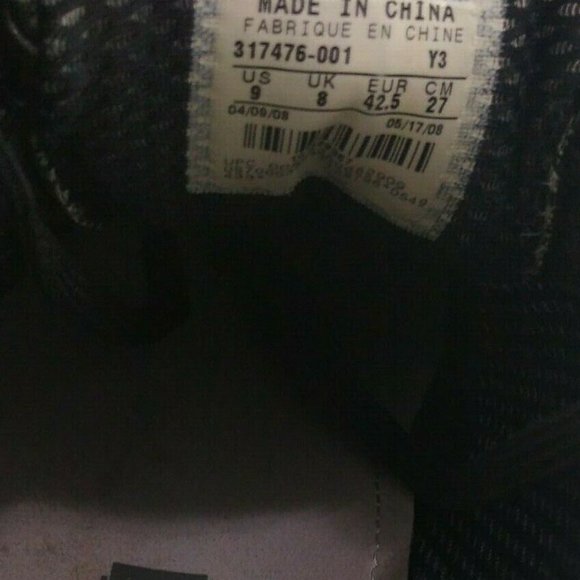 MADE IN CHINA
FABRIQUE EN CHINE
317476-001 Y3
US UK EUR CM
9 8 42.5 27
04/09/08 05/17/08
UPC